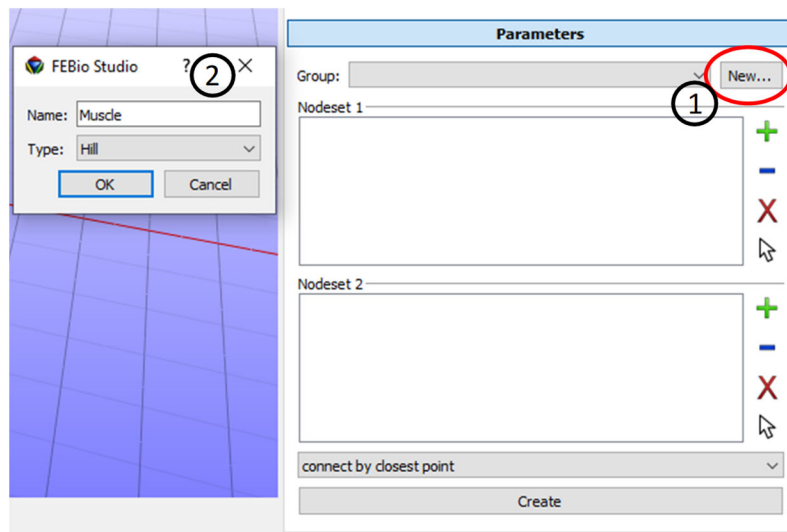 Parameters
FEBio Studio ? 2
Group: New...
1
Nodeset 1
Name: Muscle
Type: Hill
OK Cancel
Nodeset 2
connect by closest point
Create